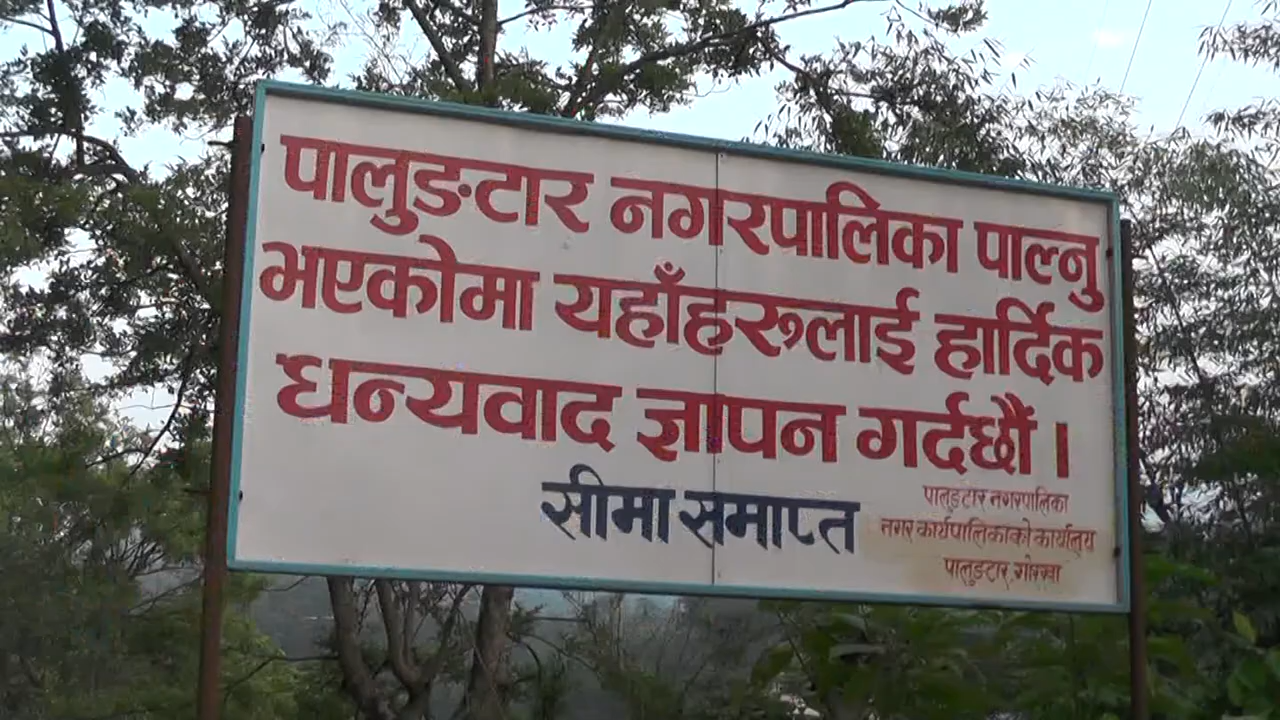 पालुङटार नगरपालिका पाल्नु
भएकोमा यहाँहरूलाई हार्दिक
धन्यवाद ज्ञापन गर्दछौं ।
सीमा समाप्त
पालुङटार नगरपालिका
नगर कार्यपालिकाको कार्यालय
पालुङटार, गोरखा